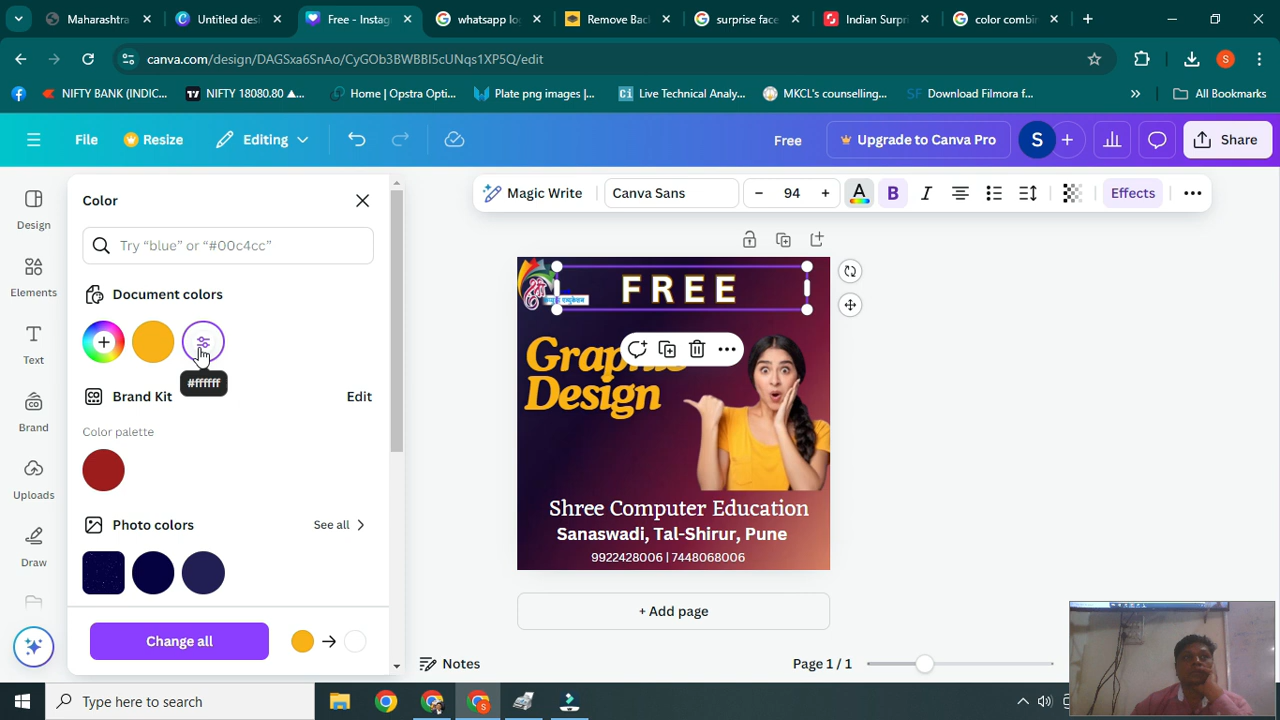 Maharashtra
Untitled desi
Free - Instag
whatsapp lo
Remove Bac
surprise face
Indian Surpr
color combin
canva.com/design/DAGSxa6SnAo/CyGOb3BWBBI5cUNqs1XP5Q/edit
S
NIFTY BANK (INDIC...
NIFTY 18080.80 ▲...
Home | Opstra Opti...
Plate png images |...
Ci Live Technical Analy...
MKCL's counselling...
SF Download Filmora f...
All Bookmarks
File
Resize
Editing
Free
Upgrade to Canva Pro
S
Share
Magic Write
Canva Sans
– 94 +
A
B
I
Effects
Design
Elements
Text
Brand
Uploads
Draw
Color
Try “blue” or “#00c4cc”
Document colors
#ffffff
Brand Kit
Edit
Color palette
Photo colors
See all
Change all
FREE
Graphic
Design
Shree Computer Education
Sanaswadi, Tal-Shirur, Pune
9922428006 | 7448068006
+ Add page
Notes
Page 1 / 1
Type here to search